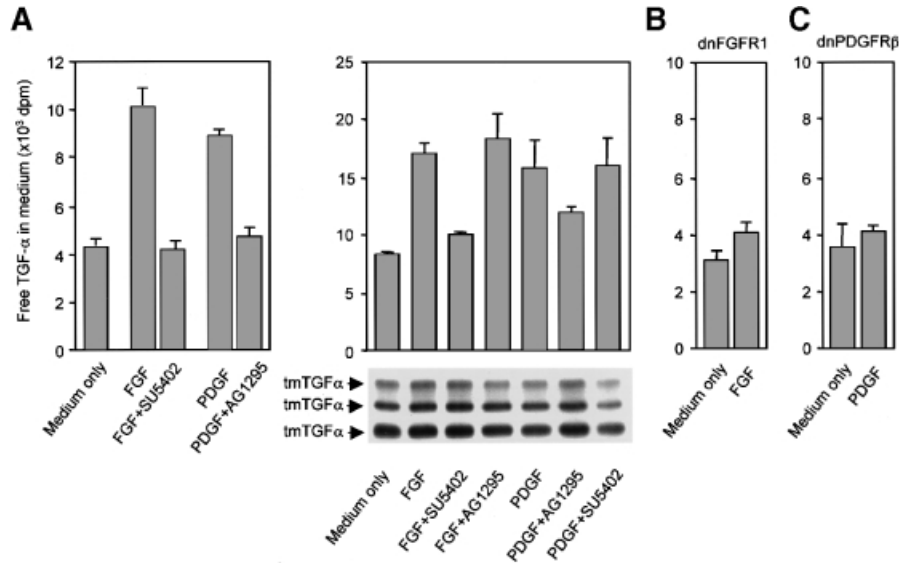 A
B
C
dnFGFR1
dnPDGFRβ
Free TGF-α in medium (x10³ dpm)
12
10
8
6
4
2
0
Medium only
FGF
FGF+SU5402
PDGF
PDGF+AG1295
25
20
15
10
5
0
tmTGFα
tmTGFα
tmTGFα
Medium only
FGF
FGF+SU5402
FGF+AG1295
PDGF
PDGF+AG1295
PDGF+SU5402
10
8
6
4
2
0
Medium only
FGF
10
8
6
4
2
0
Medium only
PDGF